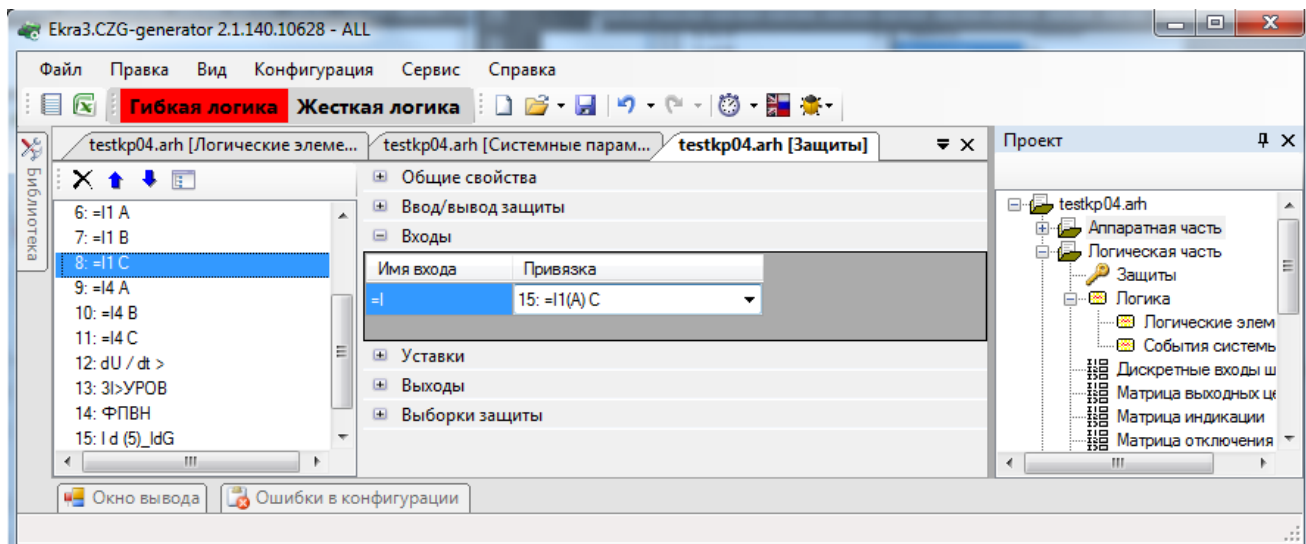 Ekra3.CZG-generator 2.1.140.10628 - ALL
Файл Правка Вид Конфигурация Сервис Справка
Гибкая логика Жесткая логика
testkp04.arh [Логические элеме... testkp04.arh [Системные парам... testkp04.arh [Защиты]
Библиотека
6: =I1 A
7: =I1 B
8: =I1 C
9: =I4 A
10: =I4 B
11: =I4 C
12: dU / dt >
13: 3I>УРОВ
14: ФПВН
15: I d (5)_IdG
Общие свойства
Ввод/вывод защиты
Входы
Имя входа Привязка
=I 15: =I1(A) C
Уставки
Выходы
Выборки защиты
Проект
testkp04.arh
Аппаратная часть
Логическая часть
Защиты
Логика
Логические элем
События системы
Дискретные входы ш
Матрица выходных це
Матрица индикации
Матрица отключения
Окно вывода Ошибки в конфигурации